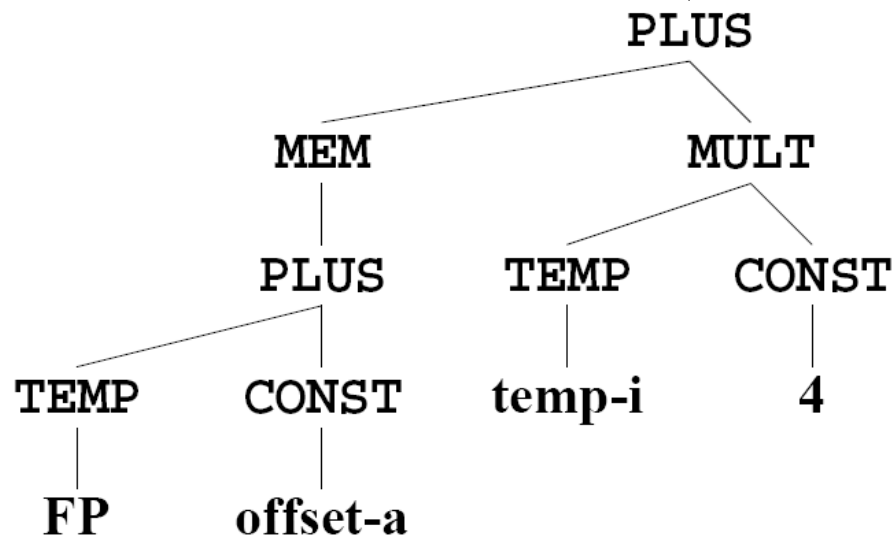 PLUS
MEM MULT
PLUS TEMP CONST
TEMP CONST temp-i 4
FP offset-a